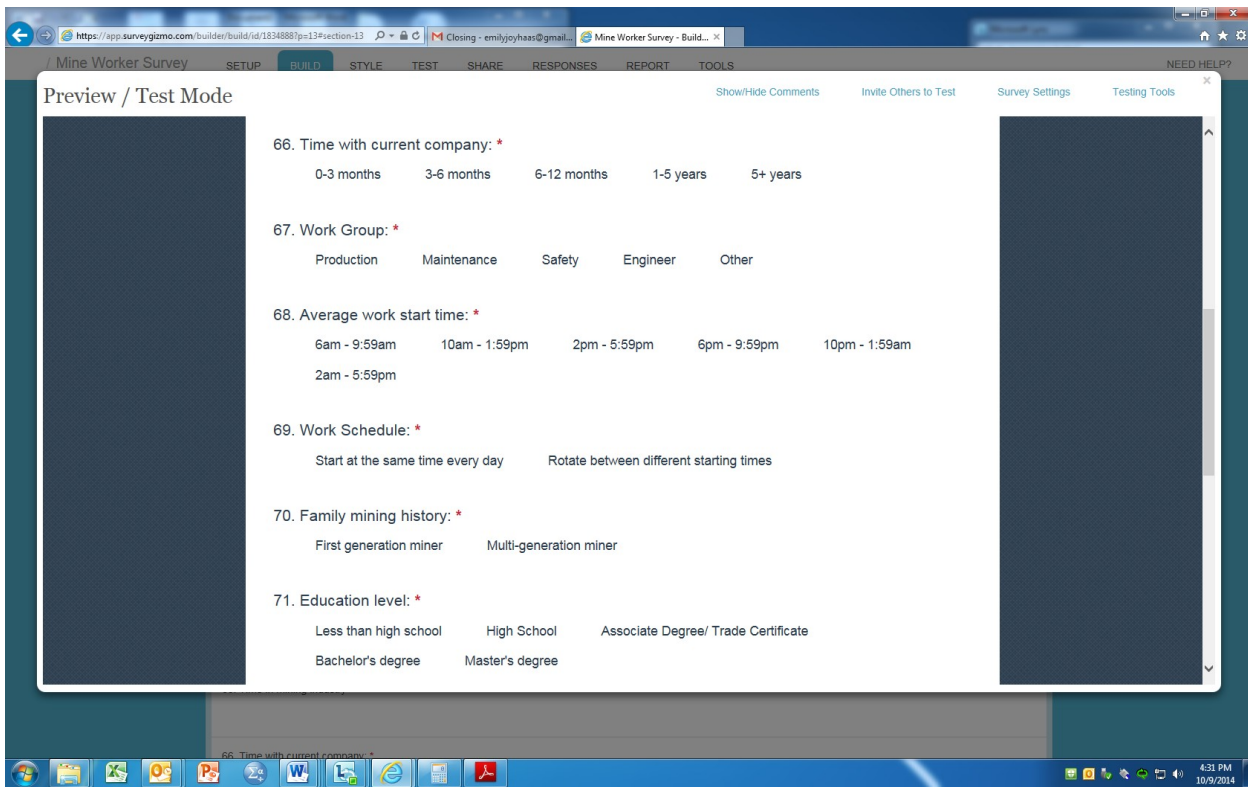 https://app.surveygizmo.com/builder/build/id/1834888?p=13#section-13
Closing - emilyjoyhaas@gmail...
Mine Worker Survey - Build...
/ Mine Worker Survey SETUP BUILD STYLE TEST SHARE RESPONSES REPORT TOOLS NEED HELP?
Preview / Test Mode Show/Hide Comments Invite Others to Test Survey Settings Testing Tools
66. Time with current company: *
0-3 months 3-6 months 6-12 months 1-5 years 5+ years
67. Work Group: *
Production Maintenance Safety Engineer Other
68. Average work start time: *
6am - 9:59am 10am - 1:59pm 2pm - 5:59pm 6pm - 9:59pm 10pm - 1:59am
2am - 5:59pm
69. Work Schedule: *
Start at the same time every day Rotate between different starting times
70. Family mining history: *
First generation miner Multi-generation miner
71. Education level: *
Less than high school High School Associate Degree/ Trade Certificate
Bachelor's degree Master's degree
66. Time with current company: *
4:31 PM
10/9/2014